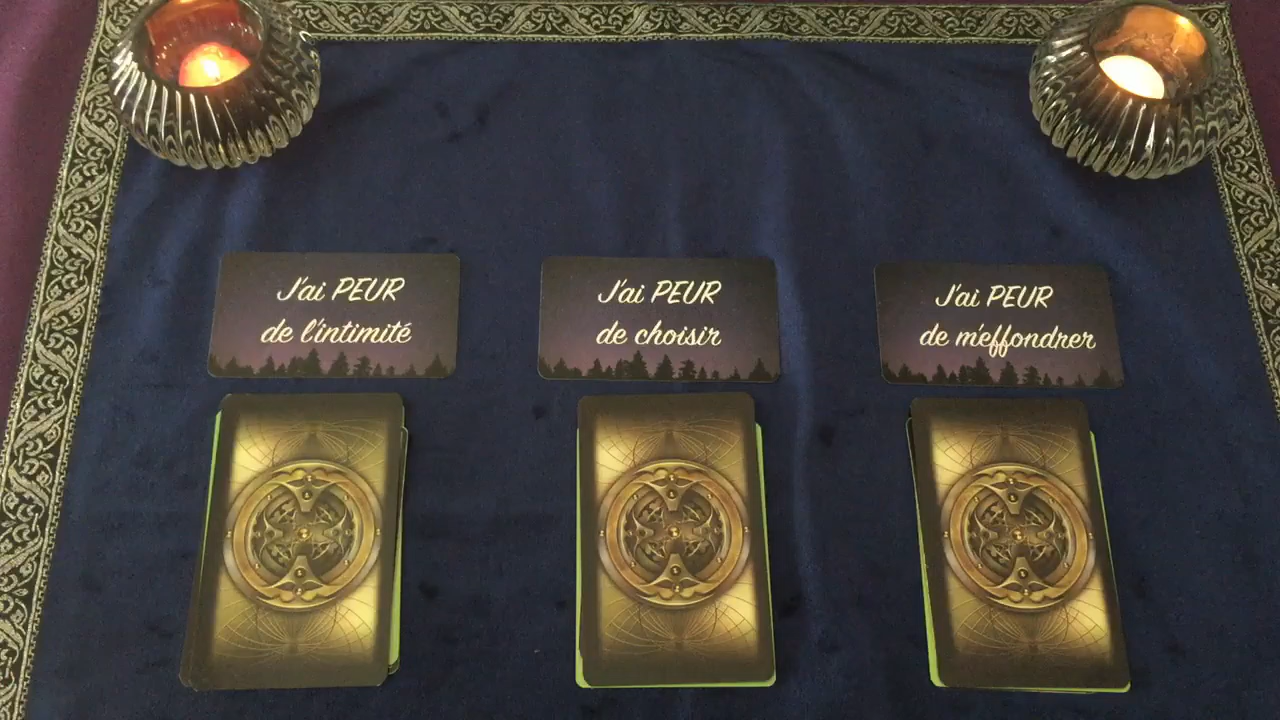 J'ai PEUR
de l'intimité
J'ai PEUR
de choisir
J'ai PEUR
de m'effondrer